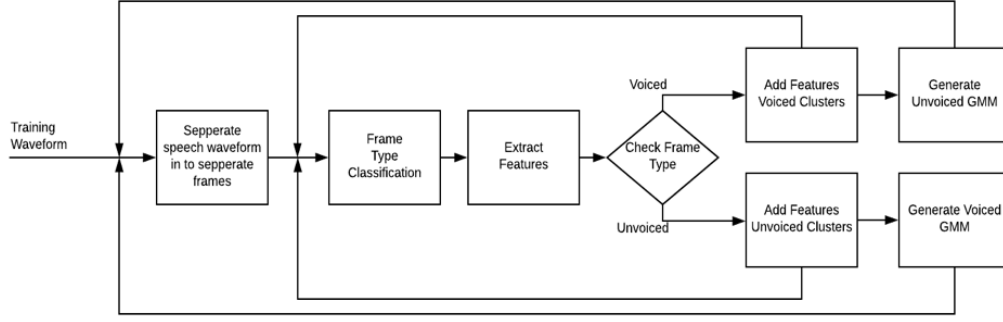 Training
Waveform
Sepperate
speech waveform
in to sepperate
frames
Frame
Type
Classification
Extract
Features
Check Frame
Type
Voiced
Unvoiced
Add Features
Voiced Clusters
Generate
Unvoiced GMM
Add Features
Unvoiced Clusters
Generate Voiced
GMM